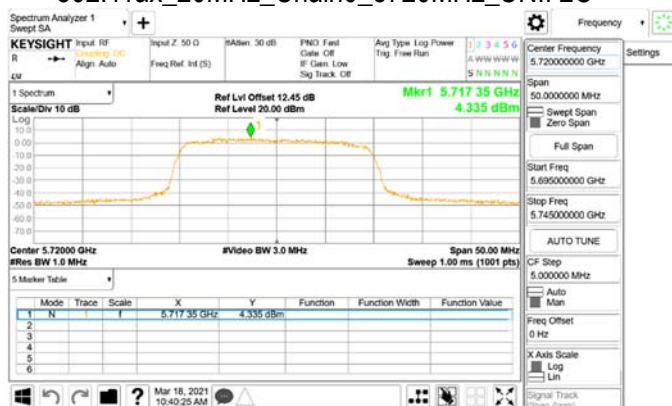 Spectrum Analyzer 1
Swept SA
Frequency
KEYSIGHT
Input: RF
Coupling: DC
Align: Auto
Input Z: 50 Ω
Freq Ref: Int (S)
#Atten: 30 dB
PNO: Fast
Gate: Off
IF Gain: Low
Sig Track: Off
Avg Type: Log-Power
Trig: Free Run
1 2 3 4 5 6
A W W W W W
S N N N N N
R
LM
1 Spectrum
Scale/Div 10 dB
Ref Lvl Offset 12.45 dB
Ref Level 20.00 dBm
Mkr1 5.717 35 GHz
4.335 dBm
Log
1
10.0
0.00
-10.0
-20.0
-30.0
-40.0
-50.0
-60.0
-70.0
Center 5.72000 GHz
#Video BW 3.0 MHz
Span 50.00 MHz
#Res BW 1.0 MHz
Sweep 1.00 ms (1001 pts)
5 Marker Table
Mode Trace Scale X Y Function Function Width Function Value
1 N 1 f 5.717 35 GHz 4.335 dBm
2
3
4
5
6
Mar 18, 2021
10:40:25 AM
Center Frequency
5.720000000 GHz
Settings
Span
50.0000000 MHz
Swept Span
Zero Span
Full Span
Start Freq
5.695000000 GHz
Stop Freq
5.745000000 GHz
AUTO TUNE
CF Step
5.000000 MHz
Auto
Man
Freq Offset
0 Hz
X Axis Scale
Log
Lin
Signal Track